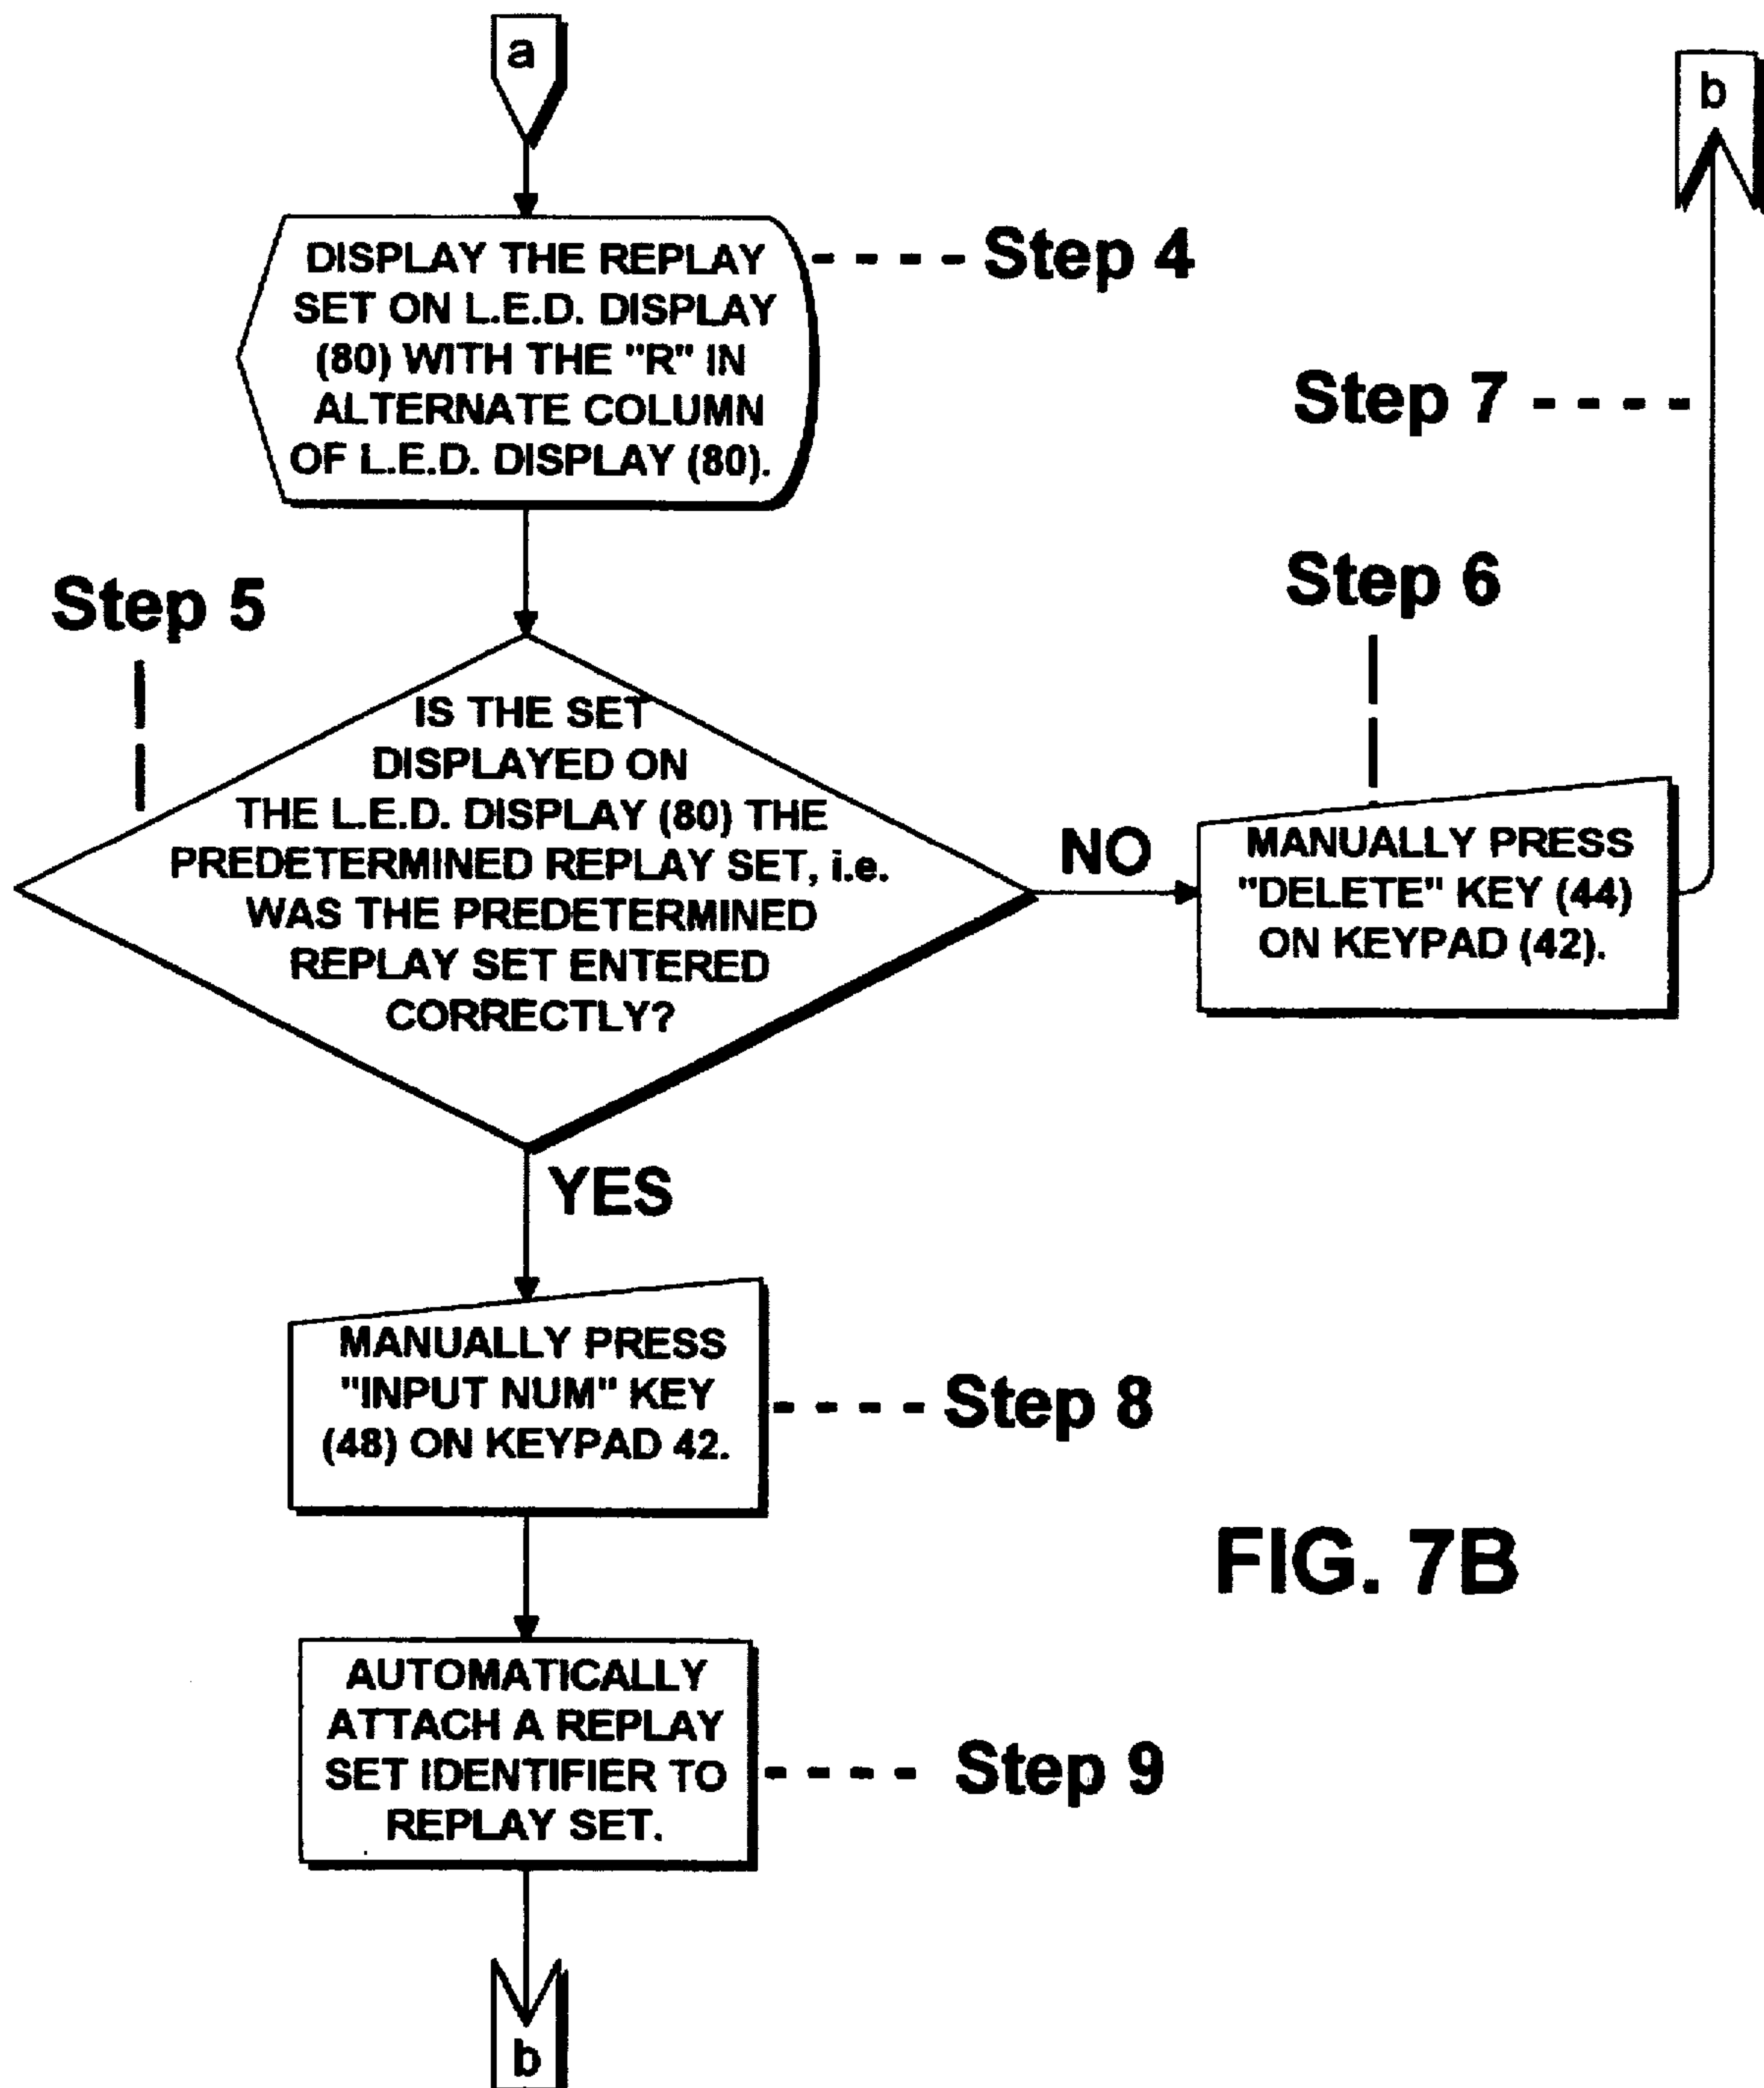 a
b
DISPLAY THE REPLAY
SET ON L.E.D. DISPLAY
(80) WITH THE "R" IN
ALTERNATE COLUMN
OF L.E.D. DISPLAY (80).
Step 4
Step 7
Step 5
Step 6
IS THE SET
DISPLAYED ON
THE L.E.D. DISPLAY (80) THE
PREDETERMINED REPLAY SET, i.e.
WAS THE PREDETERMINED
REPLAY SET ENTERED
CORRECTLY?
NO
MANUALLY PRESS
"DELETE" KEY (44)
ON KEYPAD (42).
YES
MANUALLY PRESS
"INPUT NUM" KEY
(48) ON KEYPAD 42.
Step 8
FIG. 7B
AUTOMATICALLY
ATTACH A REPLAY
SET IDENTIFIER TO
REPLAY SET.
Step 9
b